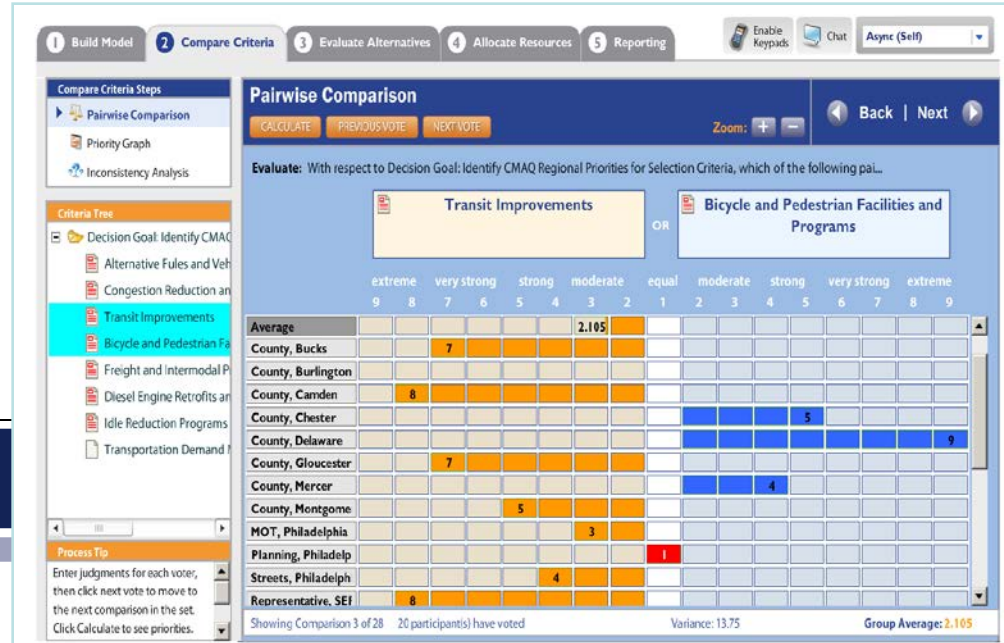 1 Build Model 2 Compare Criteria 3 Evaluate Alternatives 4 Allocate Resources 5 Reporting Enable Keypads Chat Async (Self)
Compare Criteria Steps
Pairwise Comparison
Priority Graph
Inconsistency Analysis
Criteria Tree
Decision Goal: Identify CMAQ
Alternative Fules and Veh
Congestion Reduction an
Transit Improvements
Bicycle and Pedestrian Fa
Freight and Intermodal P
Diesel Engine Retrofits an
Idle Reduction Programs
Transportation Demand M
Process Tip
Enter judgments for each voter,
then click next vote to move to
the next comparison in the set.
Click Calculate to see priorities.
Pairwise Comparison
CALCULATE PREVIOUS VOTE NEXT VOTE Zoom: + - Back | Next
Evaluate: With respect to Decision Goal: Identify CMAQ Regional Priorities for Selection Criteria, which of the following pai...
Transit Improvements OR Bicycle and Pedestrian Facilities and
Programs
extreme very strong strong moderate equal moderate strong very strong extreme
9 8 7 6 5 4 3 2 1 2 3 4 5 6 7 8 9
Average 2.105
County, Bucks 7
County, Burlington
County, Camden 8
County, Chester 5
County, Delaware 9
County, Gloucester 7
County, Mercer 4
County, Montgome 5
MOT, Philadelphia 3
Planning, Philadelp 1
Streets, Philadelph 4
Representative, SEF 8
Showing Comparison 3 of 28 20 participant(s) have voted Variance: 13.75 Group Average: 2.105